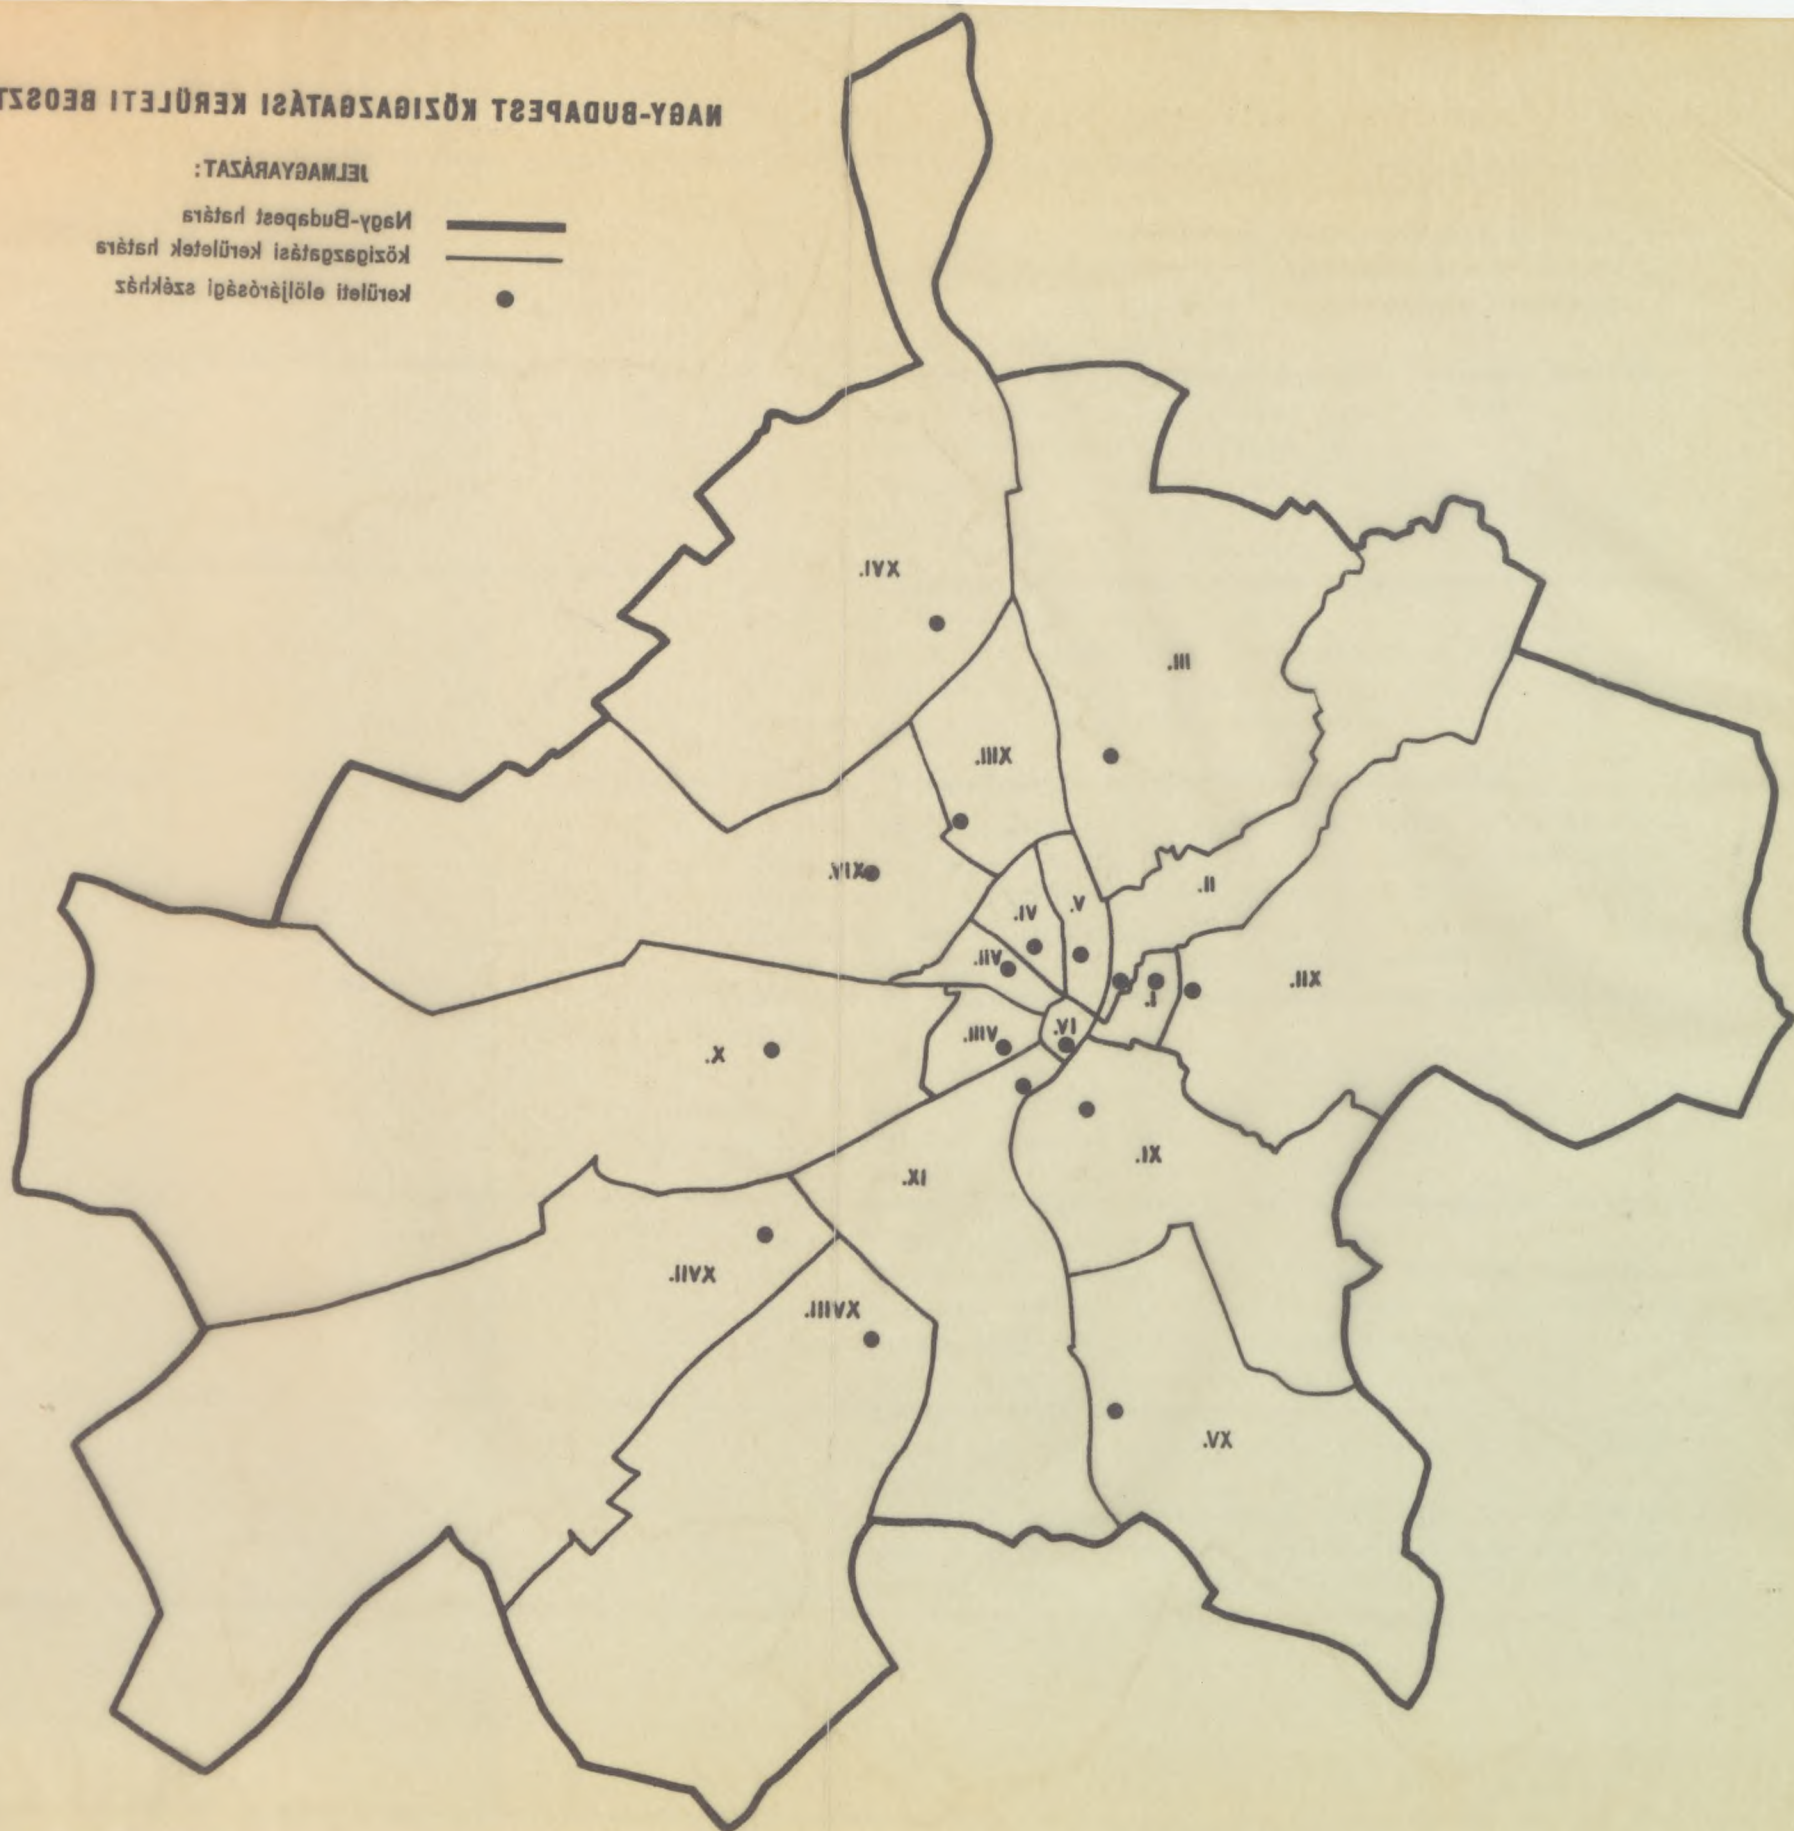 NAGY-BUDAPEST KÖZIGAZGATÁSI KERÜLETI BEOSZT
JELMAGYARÁZAT:
Nagy-Budapest határa
közigazgatási kerületek határa
kerületi elöljárósági székház
XVI.
III.
XIII.
XIV.
II.
V.
VI.
VII.
XII.
I.
IV.
VIII.
X.
XI.
IX.
XVII.
XVIII.
XV.